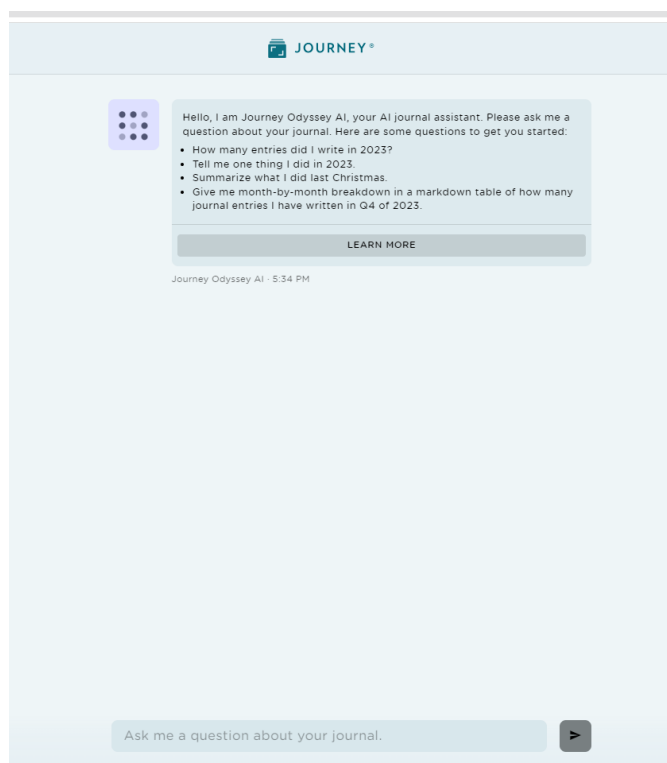 JOURNEY®
Hello, I am Journey Odyssey AI, your AI journal assistant. Please ask me a
question about your journal. Here are some questions to get you started:
• How many entries did I write in 2023?
• Tell me one thing I did in 2023.
• Summarize what I did last Christmas.
• Give me month-by-month breakdown in a markdown table of how many
journal entries I have written in Q4 of 2023.
LEARN MORE
Journey Odyssey AI · 5:34 PM
Ask me a question about your journal.